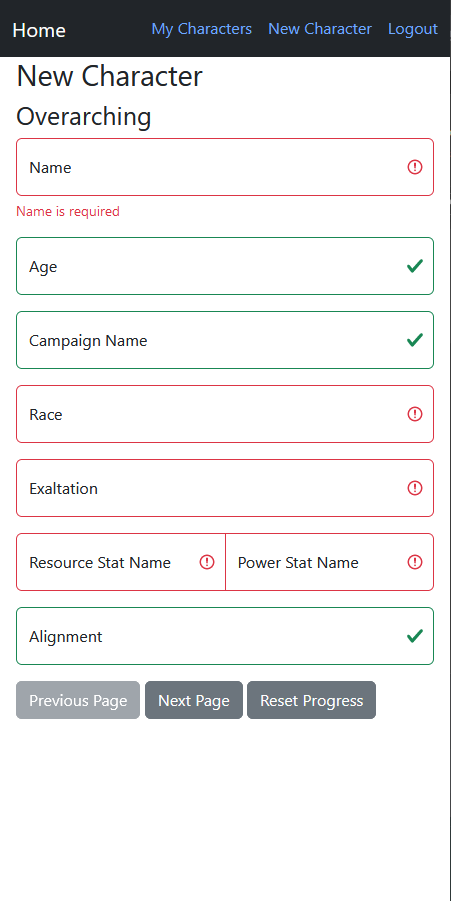 Home My Characters New Character Logout
New Character
Overarching
Name
Name is required
Age
Campaign Name
Race
Exaltation
Resource Stat Name Power Stat Name
Alignment
Previous Page Next Page Reset Progress